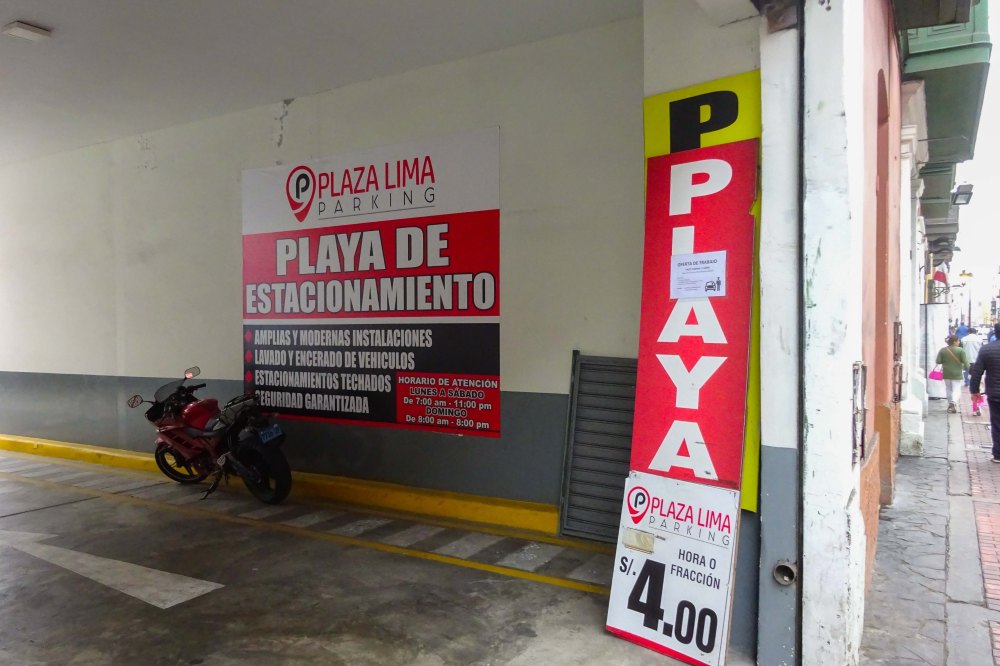 PLAZA LIMA
PARKING
PLAYA DE
ESTACIONAMIENTO
AMPLIAS Y MODERNAS INSTALACIONES
LAVADO Y ENCERADO DE VEHICULOS
ESTACIONAMIENTOS TECHADOS
SEGURIDAD GARANTIZADA
HORARIO DE ATENCIÓN
LUNES A SÁBADO
De 7:00 am - 11:00 pm
DOMINGO
De 8:00 am - 8:00 pm
P
PLAYA
OFERTA DE TRABAJO
PLAZA LIMA
PARKING
HORA O
FRACCIÓN
S/. 4.00